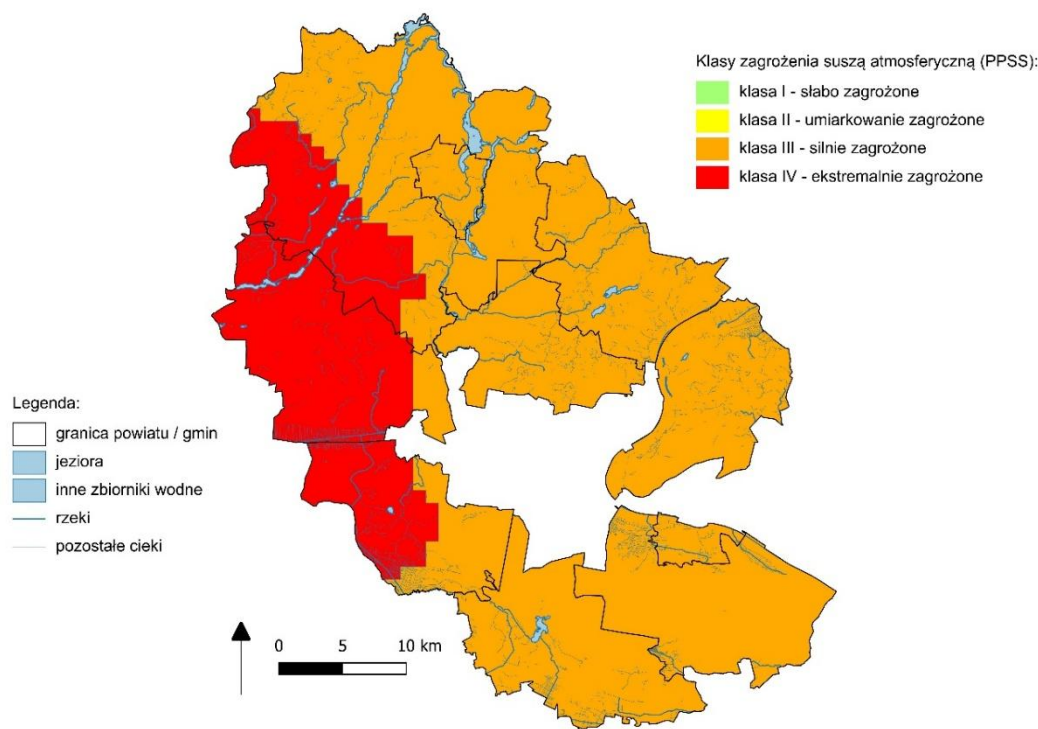 Klasy zagrożenia suszą atmosferyczną (PPSS):
klasa I - słabo zagrożone
klasa II - umiarkowanie zagrożone
klasa III - silnie zagrożone
klasa IV - ekstremalnie zagrożone
Legenda:
granica powiatu / gmin
jeziora
inne zbiorniki wodne
rzeki
pozostałe cieki
0 5 10 km